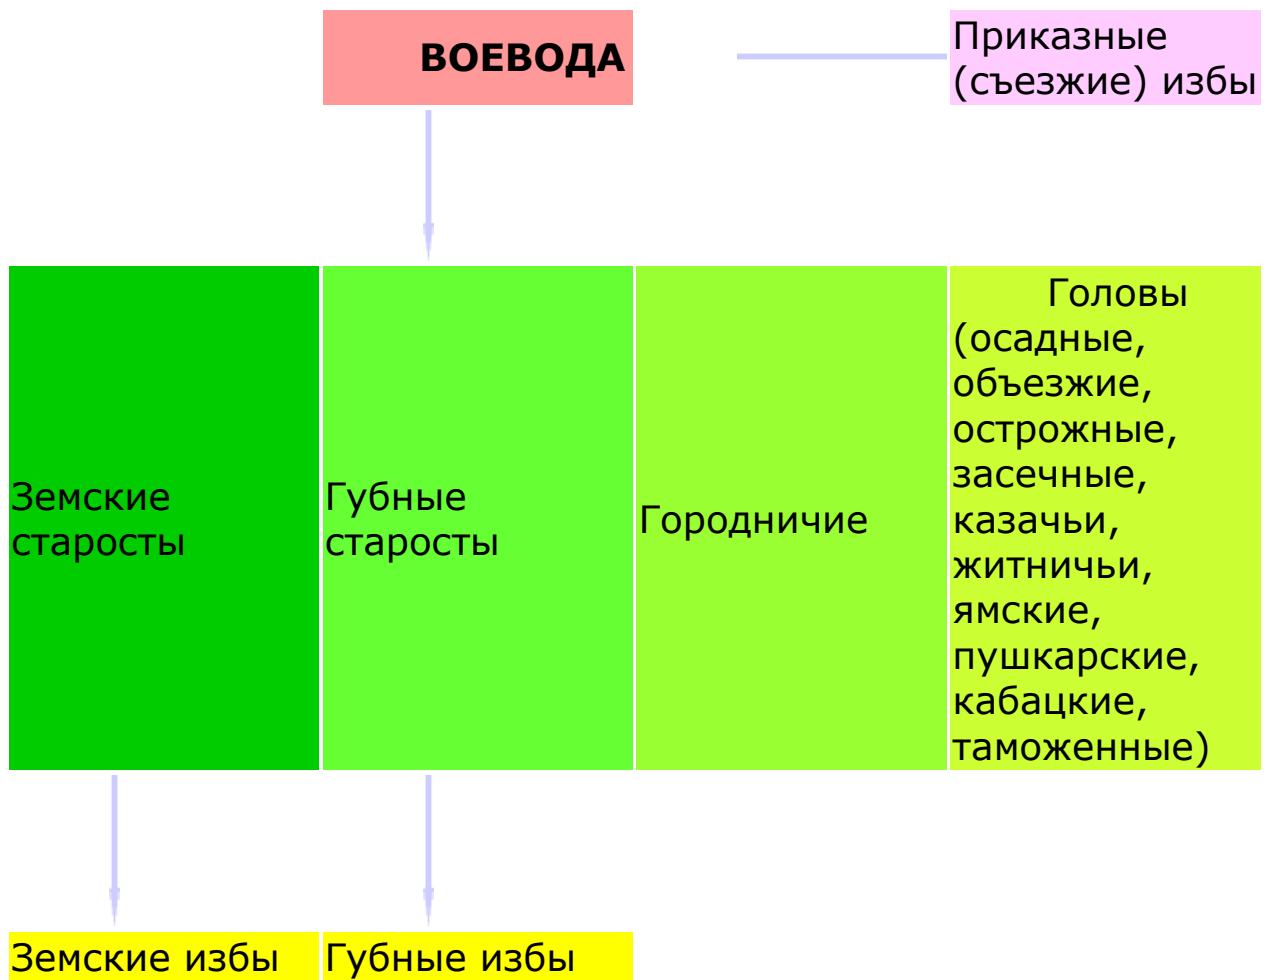 ВОЕВОДА
Приказные
(съезжие) избы
Земские
старосты
Губные
старосты
Городничие
Головы
(осадные,
объезжие,
острожные,
засечные,
казачьи,
житничьи,
ямские,
пушкарские,
кабацкие,
таможенные)
Земские избы
Губные избы